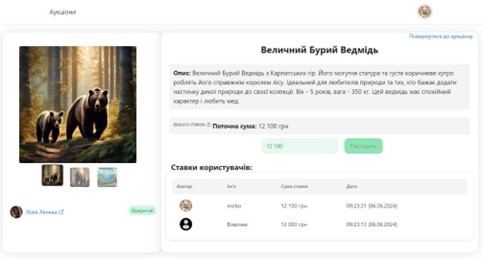 Аукціони
Повернутися до аукціону
Величний Бурий Ведмідь
Опис: Величний Бурий Ведмідь з Карпатських гір. Його могутня статура та густе коричневе хутро
роблять його справжнім королем лісу. Ідеальний для любителів природи та тих, хто бажає додати
частинку дикої природи до своєї колекції. Вік - 5 років, вага - 350 кг. Цей ведмідь має спокійний
характер і любить мед.
(всього ставок: 2) Поточна сума: 12 100 грн
12 100
Поставити
Ставки користувачів:
Аватар Ім'я Сума ставки Дата
mirko 12 100 грн 09:23:31 (06.06.2024)
Власник 12 000 грн 09:23:13 (06.06.2024)
Лілія
Відкритий